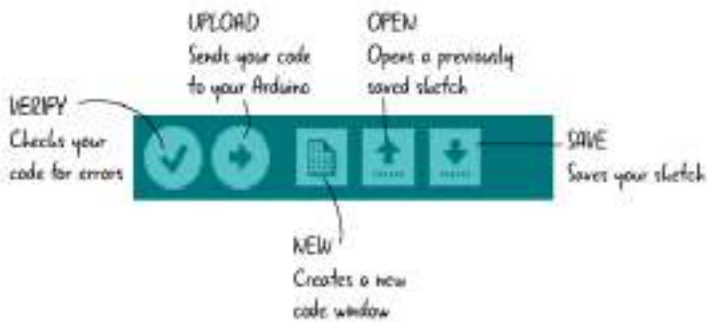 UPLOAD
Sends your code
to your Arduino
OPEN
Opens a previously
saved sketch
VERIFY
Checks your
code for errors
SAVE
Saves your sketch
NEW
Creates a new
code window